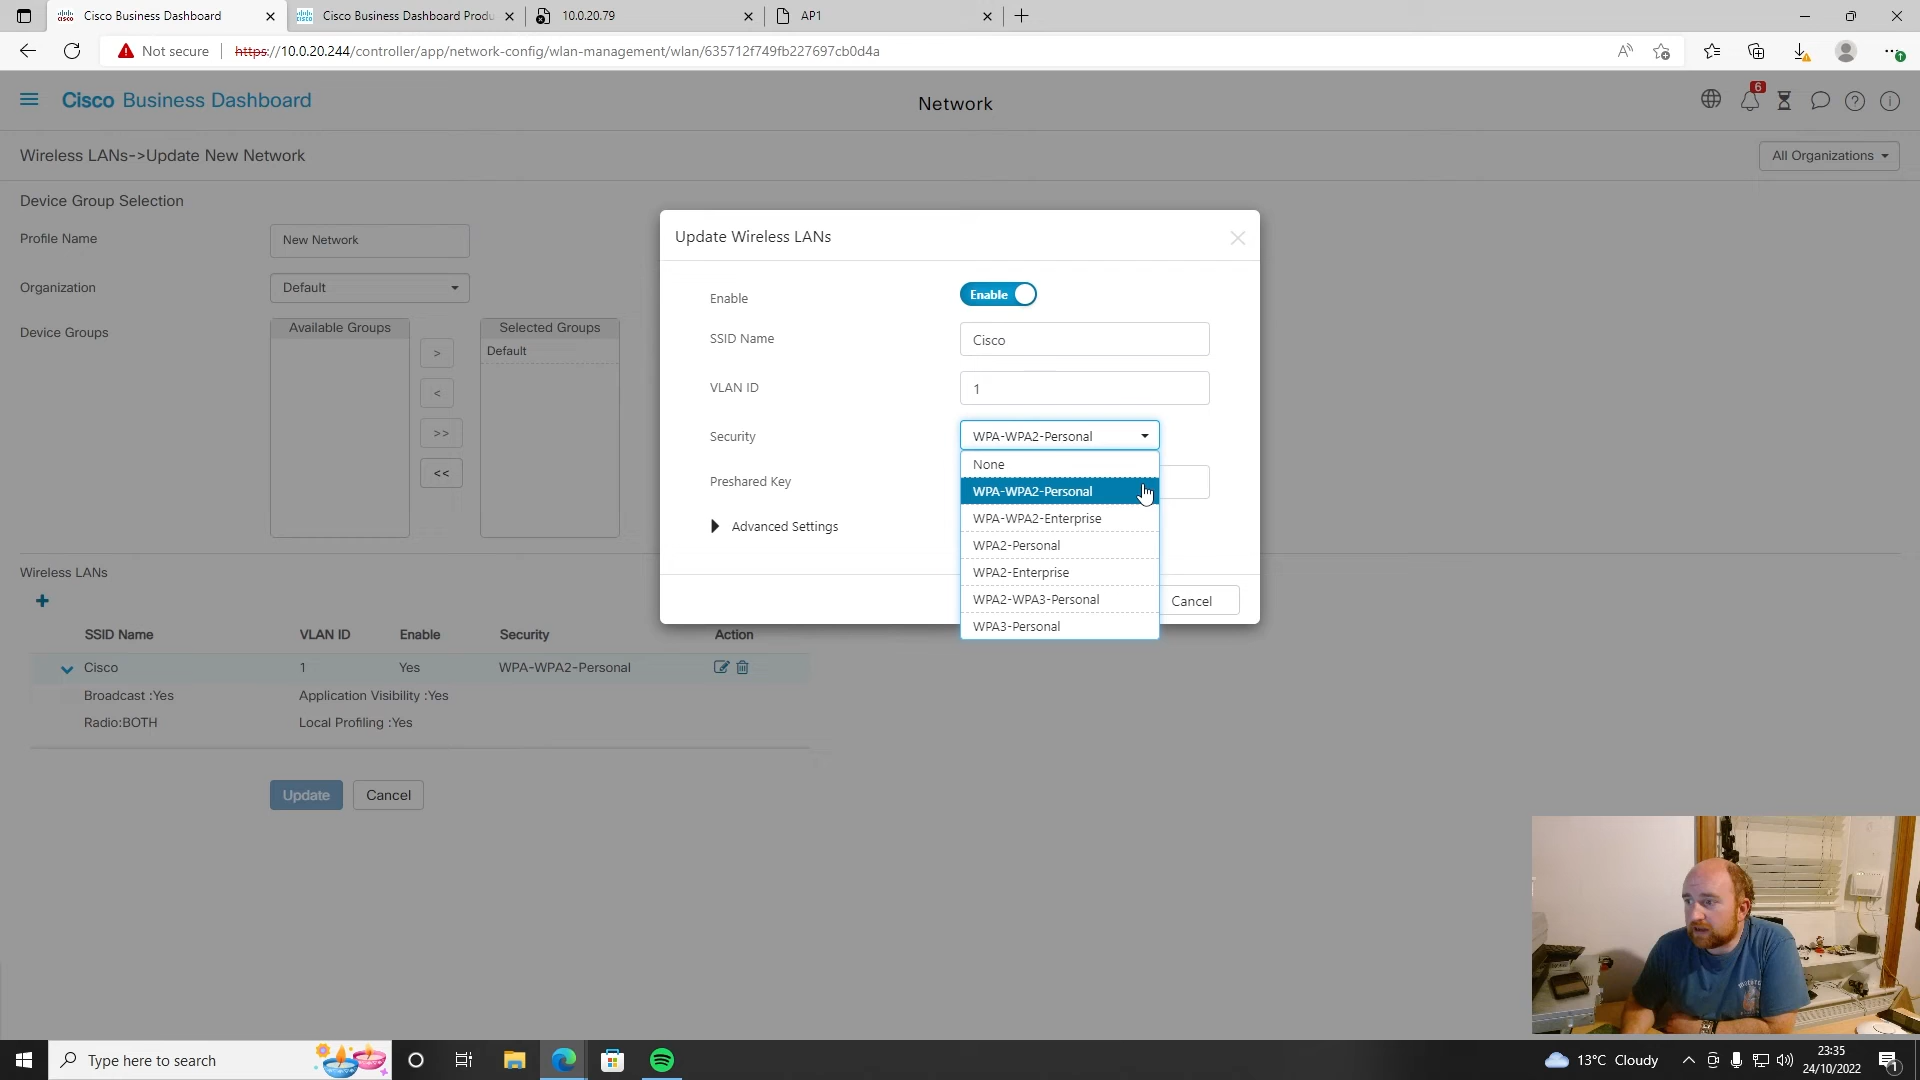 Cisco Business Dashboard
Cisco Business Dashboard Produ
10.0.20.79
AP1
Not secure
https://10.0.20.244/controller/app/network-config/wlan-management/wlan/635712f749fb227697cb0d4a
Cisco Business Dashboard
Network
6
Wireless LANs->Update New Network
All Organizations
Device Group Selection
Profile Name
New Network
Organization
Default
Device Groups
Available Groups
Selected Groups
Default
>
<
>>
<<
Update Wireless LANs
Enable
Enable
SSID Name
Cisco
VLAN ID
1
Security
WPA-WPA2-Personal
None
WPA-WPA2-Personal
WPA-WPA2-Enterprise
WPA2-Personal
WPA2-Enterprise
WPA2-WPA3-Personal
WPA3-Personal
Preshared Key
Advanced Settings
Cancel
Wireless LANs
SSID Name VLAN ID Enable Security Action
Cisco 1 Yes WPA-WPA2-Personal
Broadcast :Yes Application Visibility :Yes
Radio:BOTH Local Profiling :Yes
Update
Cancel
Type here to search
13°C Cloudy
23:35
24/10/2022
1